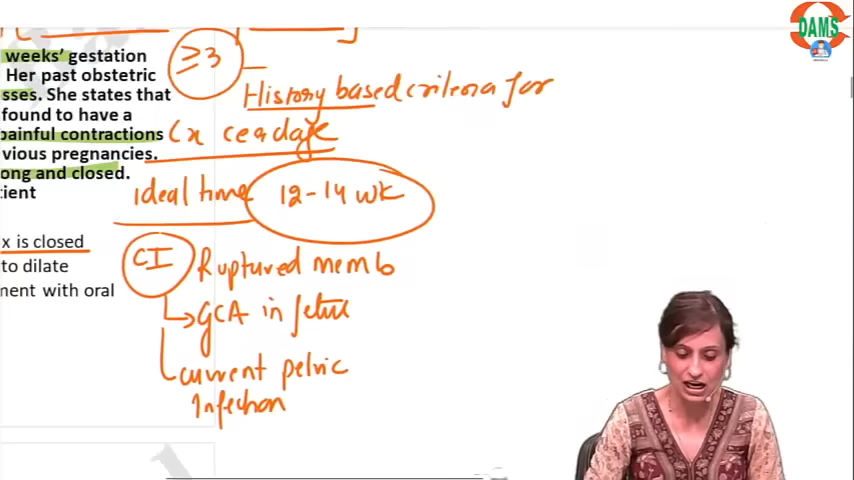 weeks' gestation
Her past obstetric
sses. She states that
found to have a
painful contractions
vious pregnancies.
ong and closed.
tient
x is closed
to dilate
ment with oral
≥3
History based criteria for
Cx cerclage
Ideal time 12-14 wk
CI Ruptured memb
GCA in fetus
current pelvic
Infection
DAMS